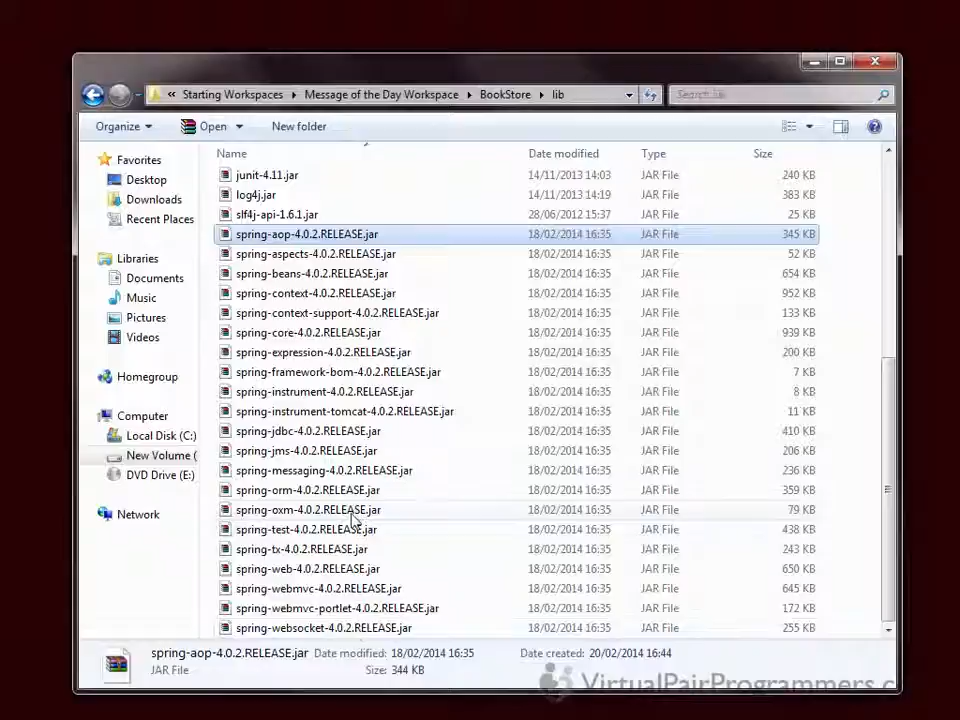 « Starting Workspaces Message of the Day Workspace BookStore lib Search lib
Organize Open New folder
Name Date modified Type Size
Favorites
Desktop
Downloads
Recent Places
Libraries
Documents
Music
Pictures
Videos
Homegroup
Computer
Local Disk (C:)
New Volume (
DVD Drive (E:)
Network
junit-4.11.jar 14/11/2013 14:03 JAR File 240 KB
log4j.jar 14/11/2013 14:19 JAR File 383 KB
slf4j-api-1.6.1.jar 28/06/2012 15:37 JAR File 25 KB
spring-aop-4.0.2.RELEASE.jar 18/02/2014 16:35 JAR File 345 KB
spring-aspects-4.0.2.RELEASE.jar 18/02/2014 16:35 JAR File 52 KB
spring-beans-4.0.2.RELEASE.jar 18/02/2014 16:35 JAR File 654 KB
spring-context-4.0.2.RELEASE.jar 18/02/2014 16:35 JAR File 952 KB
spring-context-support-4.0.2.RELEASE.jar 18/02/2014 16:35 JAR File 133 KB
spring-core-4.0.2.RELEASE.jar 18/02/2014 16:35 JAR File 939 KB
spring-expression-4.0.2.RELEASE.jar 18/02/2014 16:35 JAR File 200 KB
spring-framework-bom-4.0.2.RELEASE.jar 18/02/2014 16:35 JAR File 7 KB
spring-instrument-4.0.2.RELEASE.jar 18/02/2014 16:35 JAR File 8 KB
spring-instrument-tomcat-4.0.2.RELEASE.jar 18/02/2014 16:35 JAR File 11 KB
spring-jdbc-4.0.2.RELEASE.jar 18/02/2014 16:35 JAR File 410 KB
spring-jms-4.0.2.RELEASE.jar 18/02/2014 16:35 JAR File 206 KB
spring-messaging-4.0.2.RELEASE.jar 18/02/2014 16:35 JAR File 236 KB
spring-orm-4.0.2.RELEASE.jar 18/02/2014 16:35 JAR File 359 KB
spring-oxm-4.0.2.RELEASE.jar 18/02/2014 16:35 JAR File 79 KB
spring-test-4.0.2.RELEASE.jar 18/02/2014 16:35 JAR File 438 KB
spring-tx-4.0.2.RELEASE.jar 18/02/2014 16:35 JAR File 243 KB
spring-web-4.0.2.RELEASE.jar 18/02/2014 16:35 JAR File 650 KB
spring-webmvc-4.0.2.RELEASE.jar 18/02/2014 16:35 JAR File 645 KB
spring-webmvc-portlet-4.0.2.RELEASE.jar 18/02/2014 16:35 JAR File 172 KB
spring-websocket-4.0.2.RELEASE.jar 18/02/2014 16:35 JAR File 255 KB
spring-aop-4.0.2.RELEASE.jar Date modified: 18/02/2014 16:35 Date created: 20/02/2014 16:44
JAR File Size: 344 KB
VirtualPairProgrammers.c